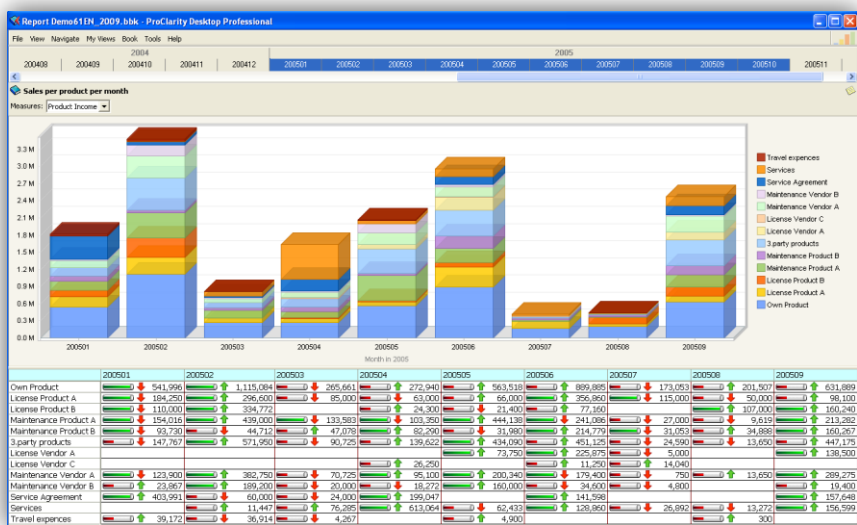 Report Demo61EN_2009.bbk - ProClarity Desktop Professional
File View Navigate My Views Book Tools Help
2004 2005
200408 200409 200410 200411 200412 200501 200502 200503 200504 200505 200506 200507 200508 200509 200510 200511
Sales per product per month
Measures: Product Income
3.3 M
3.0 M
2.7 M
2.4 M
2.1 M
1.8 M
1.5 M
1.2 M
0.9 M
0.6 M
0.3 M
0.0 M
200501 200502 200503 200504 200505 200506 200507 200508 200509
Month in 2005
Travel expences
Services
Service Agreement
Maintenance Vendor B
Maintenance Vendor A
License Vendor C
License Vendor A
3.party products
Maintenance Product B
Maintenance Product A
License Product B
License Product A
Own Product
200501 200502 200503 200504 200505 200506 200507 200508 200509
Own Product 541,996 1,115,084 265,661 272,940 563,518 889,885 173,053 201,507 631,889
License Product A 184,250 296,600 85,000 63,000 66,000 356,860 115,000 50,000 98,100
License Product B 110,000 334,772 24,300 21,400 77,160 107,000 160,240
Maintenance Product A 154,016 439,000 133,583 103,350 444,138 241,086 27,000 9,619 213,282
Maintenance Product B 93,730 44,712 47,078 82,290 31,980 214,779 31,053 34,888 160,267
3.party products 147,767 571,950 90,725 139,622 434,090 451,125 24,590 13,650 447,175
License Vendor A 73,750 225,875 5,000 138,500
License Vendor C 26,250 11,250 14,040
Maintenance Vendor A 123,900 382,750 70,725 95,100 200,340 179,400 750 13,650 289,275
Maintenance Vendor B 23,867 189,200 20,000 18,272 160,000 34,600 4,800 19,400
Service Agreement 403,991 60,000 24,000 199,047 141,598 157,648
Services 11,447 76,285 613,064 62,433 128,860 26,892 13,272 156,599
Travel expences 39,172 36,914 4,267 4,900 300